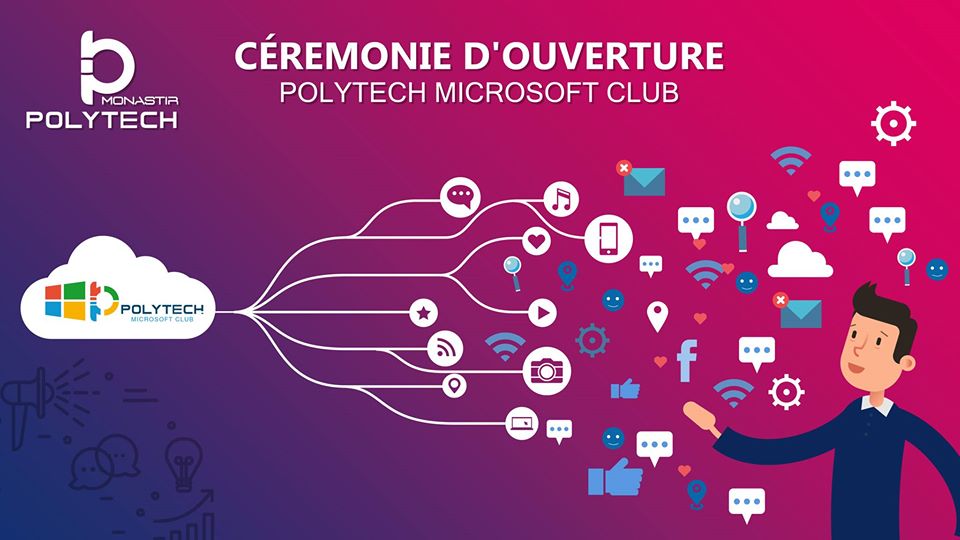 MONASTIR
POLYTECH
CÉREMONIE D'OUVERTURE
POLYTECH MICROSOFT CLUB
POLYTECH
MICROSOFT CLUB